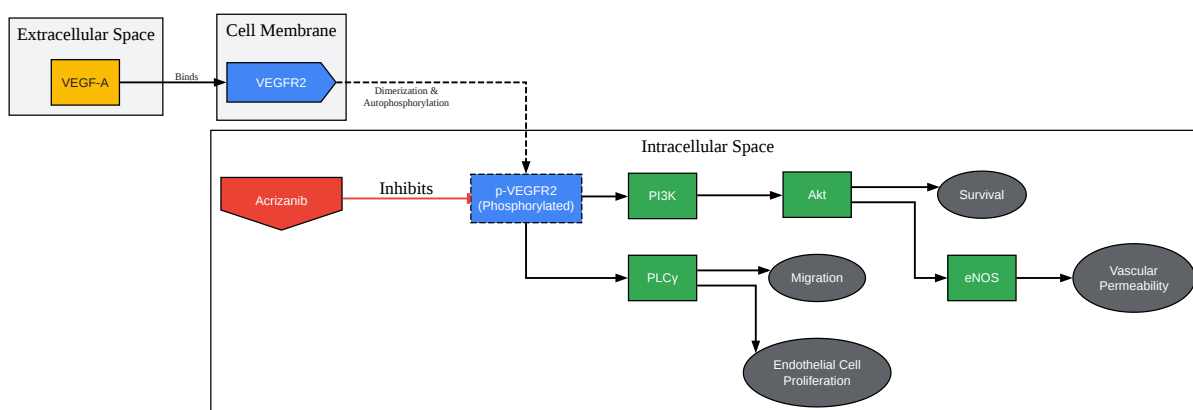 Extracellular Space
Cell Membrane
VEGF-A
Binds
VEGFR2
Dimerization &
Autophosphorylation
Intracellular Space
Acrizanib
Inhibits
p-VEGFR2
(Phosphorylated)
PI3K
Akt
Survival
PLCγ
Migration
eNOS
Vascular
Permeability
Endothelial Cell
Proliferation